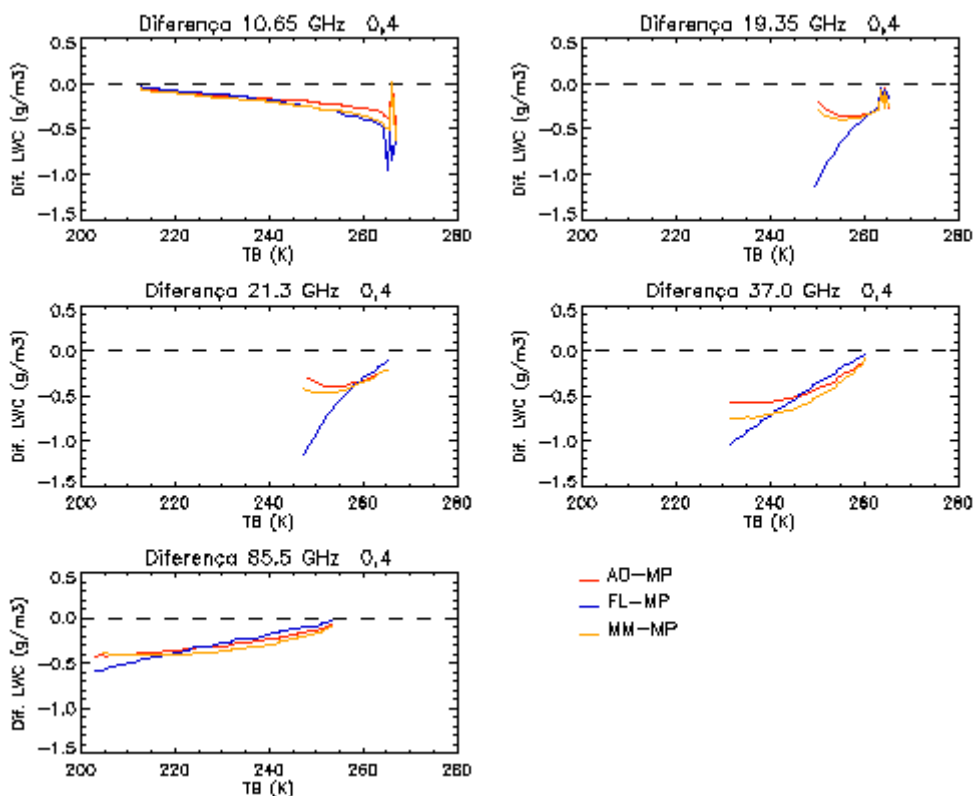 Diferença 10.65 GHz 0,4
0.5
0.0
-0.5
-1.0
-1.5
Dif. LWC (g/m3)
200 220 240 260 280
TB (K)
Diferença 19.35 GHz 0,4
0.5
0.0
-0.5
-1.0
-1.5
Dif. LWC (g/m3)
200 220 240 260 280
TB (K)
Diferença 21.3 GHz 0,4
0.5
0.0
-0.5
-1.0
-1.5
Dif. LWC (g/m3)
200 220 240 260 280
TB (K)
Diferença 37.0 GHz 0,4
0.5
0.0
-0.5
-1.0
-1.5
Dif. LWC (g/m3)
200 220 240 260 280
TB (K)
Diferença 85.5 GHz 0,4
0.5
0.0
-0.5
-1.0
-1.5
Dif. LWC (g/m3)
200 220 240 260 280
TB (K)
AO-MP
FL-MP
MM-MP